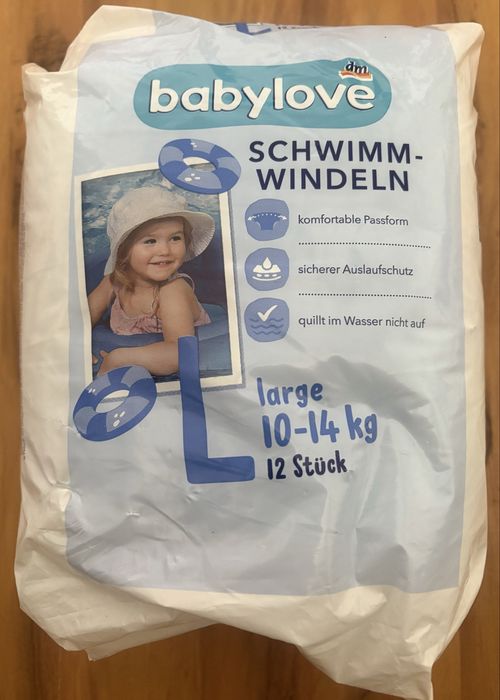 dm
babylove
SCHWIMM-
WINDELN
komfortable Passform
sicherer Auslaufschutz
quillt im Wasser nicht auf
L
large
10-14 kg
12 Stück